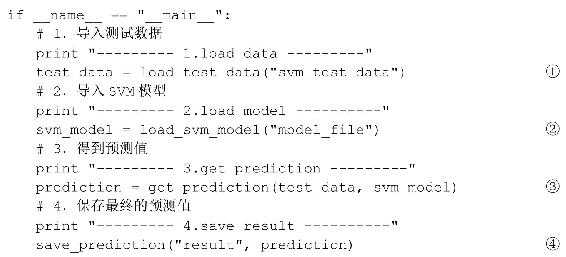 if __name__ == "__main__":
# 1. 导入测试数据
print "--------- 1.load data ---------"
test_data = load_test_data("svm_test_data") ①
# 2. 导入SVM模型
print "--------- 2.load model ----------"
svm_model = load_svm_model("model_file") ②
# 3. 得到预测值
print "--------- 3.get prediction ---------"
prediction = get_prediction(test_data, svm_model) ③
# 4. 保存最终的预测值
print "--------- 4.save result ----------"
save_prediction("result", prediction) ④